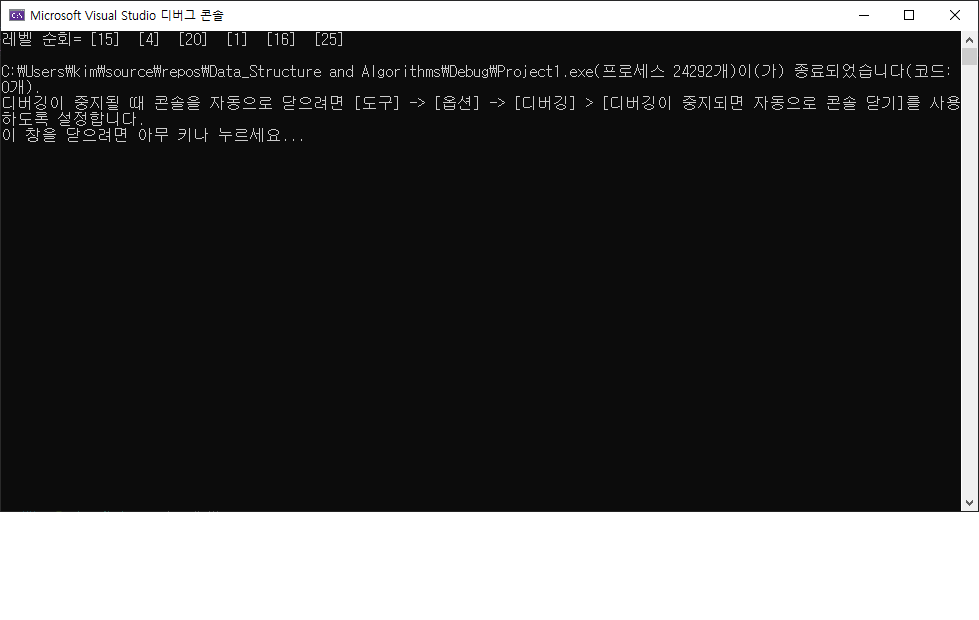 Microsoft Visual Studio 디버그 콘솔
레벨 순회= [15]  [4]  [20]  [1]  [16]  [25]
C:₩Users₩kim₩source₩repos₩Data_Structure and Algorithms₩Debug₩Project1.exe(프로세스 24292개)이(가) 종료되었습니다(코드:
0개).
디버깅이 중지될 때 콘솔을 자동으로 닫으려면 [도구] -> [옵션] -> [디버깅] > [디버깅이 중지되면 자동으로 콘솔 닫기]를 사용
하도록 설정합니다.
이 창을 닫으려면 아무 키나 누르세요...